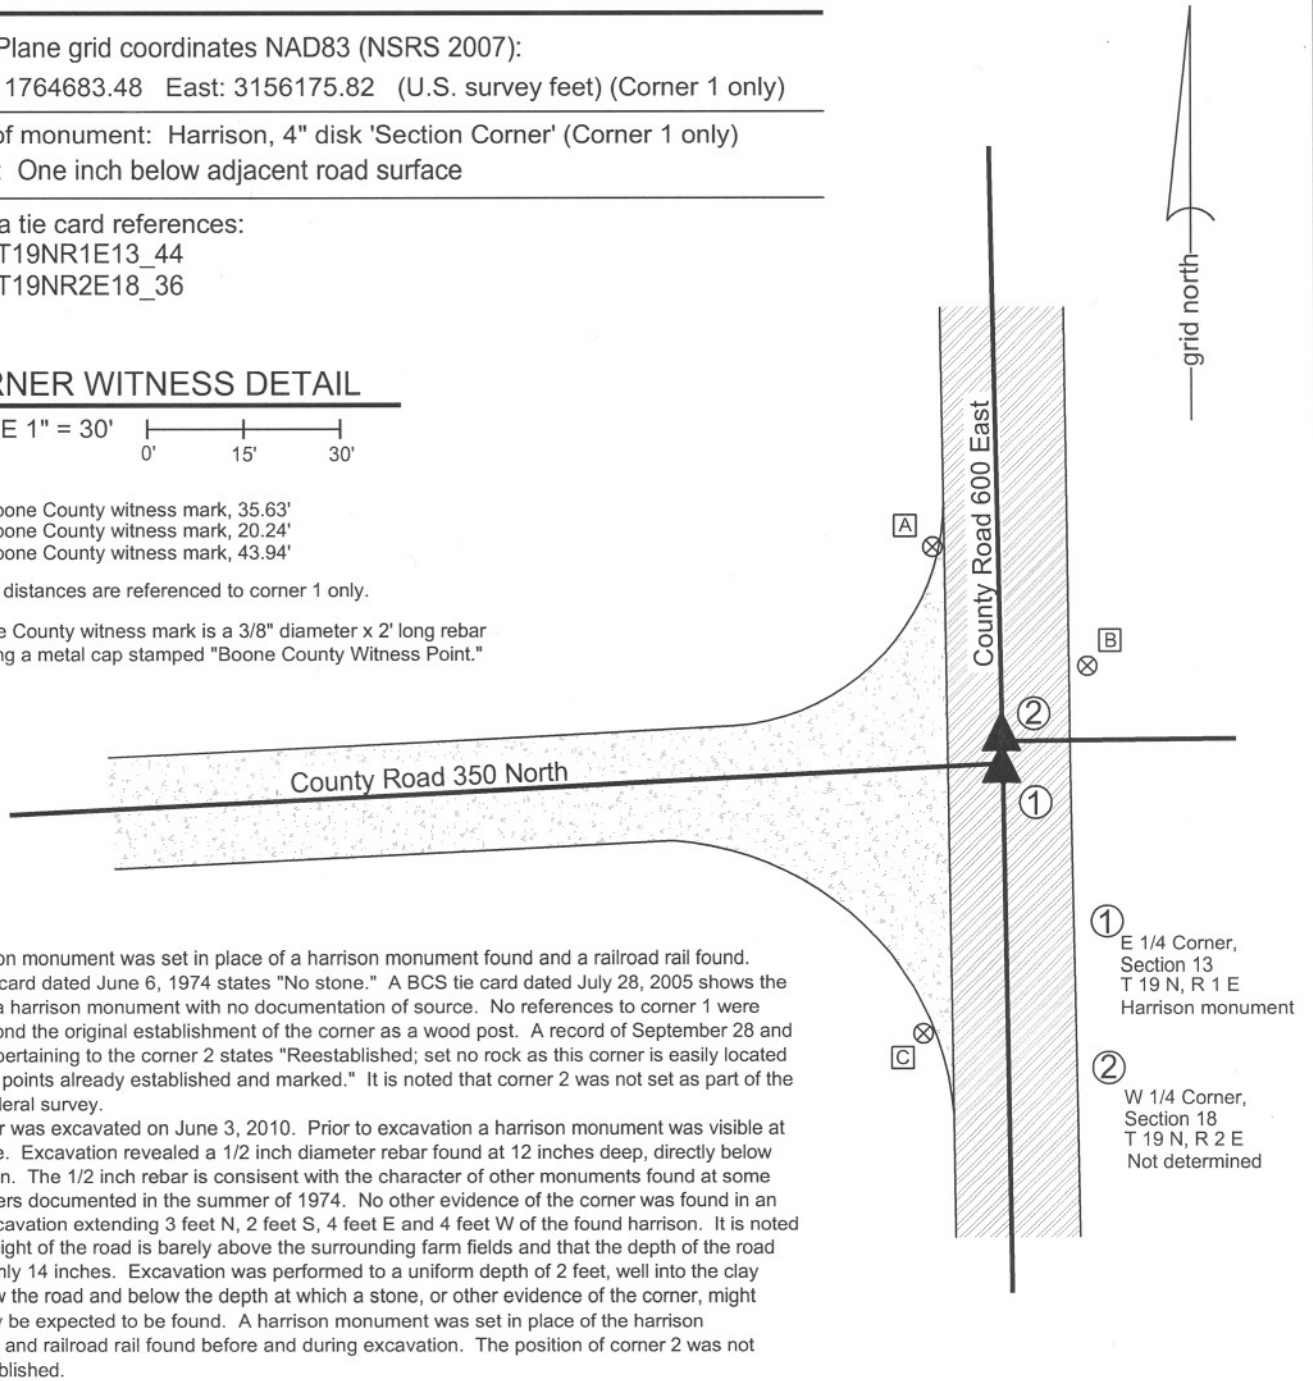 Plane grid coordinates NAD83 (NSRS 2007):
1764683.48 East: 3156175.82 (U.S. survey feet) (Corner 1 only)
of monument: Harrison, 4" disk 'Section Corner' (Corner 1 only)
: One inch below adjacent road surface
a tie card references:
T19NR1E13_44
T19NR2E18_36
grid north
RNER WITNESS DETAIL
E 1" = 30'
0' 15' 30'
oone County witness mark, 35.63'
oone County witness mark, 20.24'
oone County witness mark, 43.94'
distances are referenced to corner 1 only.
e County witness mark is a 3/8" diameter x 2' long rebar
ng a metal cap stamped "Boone County Witness Point."
County Road 600 East
A
B
2
County Road 350 North
1
C
1
E 1/4 Corner,
Section 13
T 19 N, R 1 E
Harrison monument
2
W 1/4 Corner,
Section 18
T 19 N, R 2 E
Not determined
on monument was set in place of a harrison monument found and a railroad rail found.
card dated June 6, 1974 states "No stone." A BCS tie card dated July 28, 2005 shows the
a harrison monument with no documentation of source. No references to corner 1 were
ond the original establishment of the corner as a wood post. A record of September 28 and
pertaining to the corner 2 states "Reestablished; set no rock as this corner is easily located
points already established and marked." It is noted that corner 2 was not set as part of the
deral survey.
r was excavated on June 3, 2010. Prior to excavation a harrison monument was visible at
e. Excavation revealed a 1/2 inch diameter rebar found at 12 inches deep, directly below
n. The 1/2 inch rebar is consisent with the character of other monuments found at some
ers documented in the summer of 1974. No other evidence of the corner was found in an
cavation extending 3 feet N, 2 feet S, 4 feet E and 4 feet W of the found harrison. It is noted
ight of the road is barely above the surrounding farm fields and that the depth of the road
nly 14 inches. Excavation was performed to a uniform depth of 2 feet, well into the clay
w the road and below the depth at which a stone, or other evidence of the corner, might
y be expected to be found. A harrison monument was set in place of the harrison
and railroad rail found before and during excavation. The position of corner 2 was not
blished.